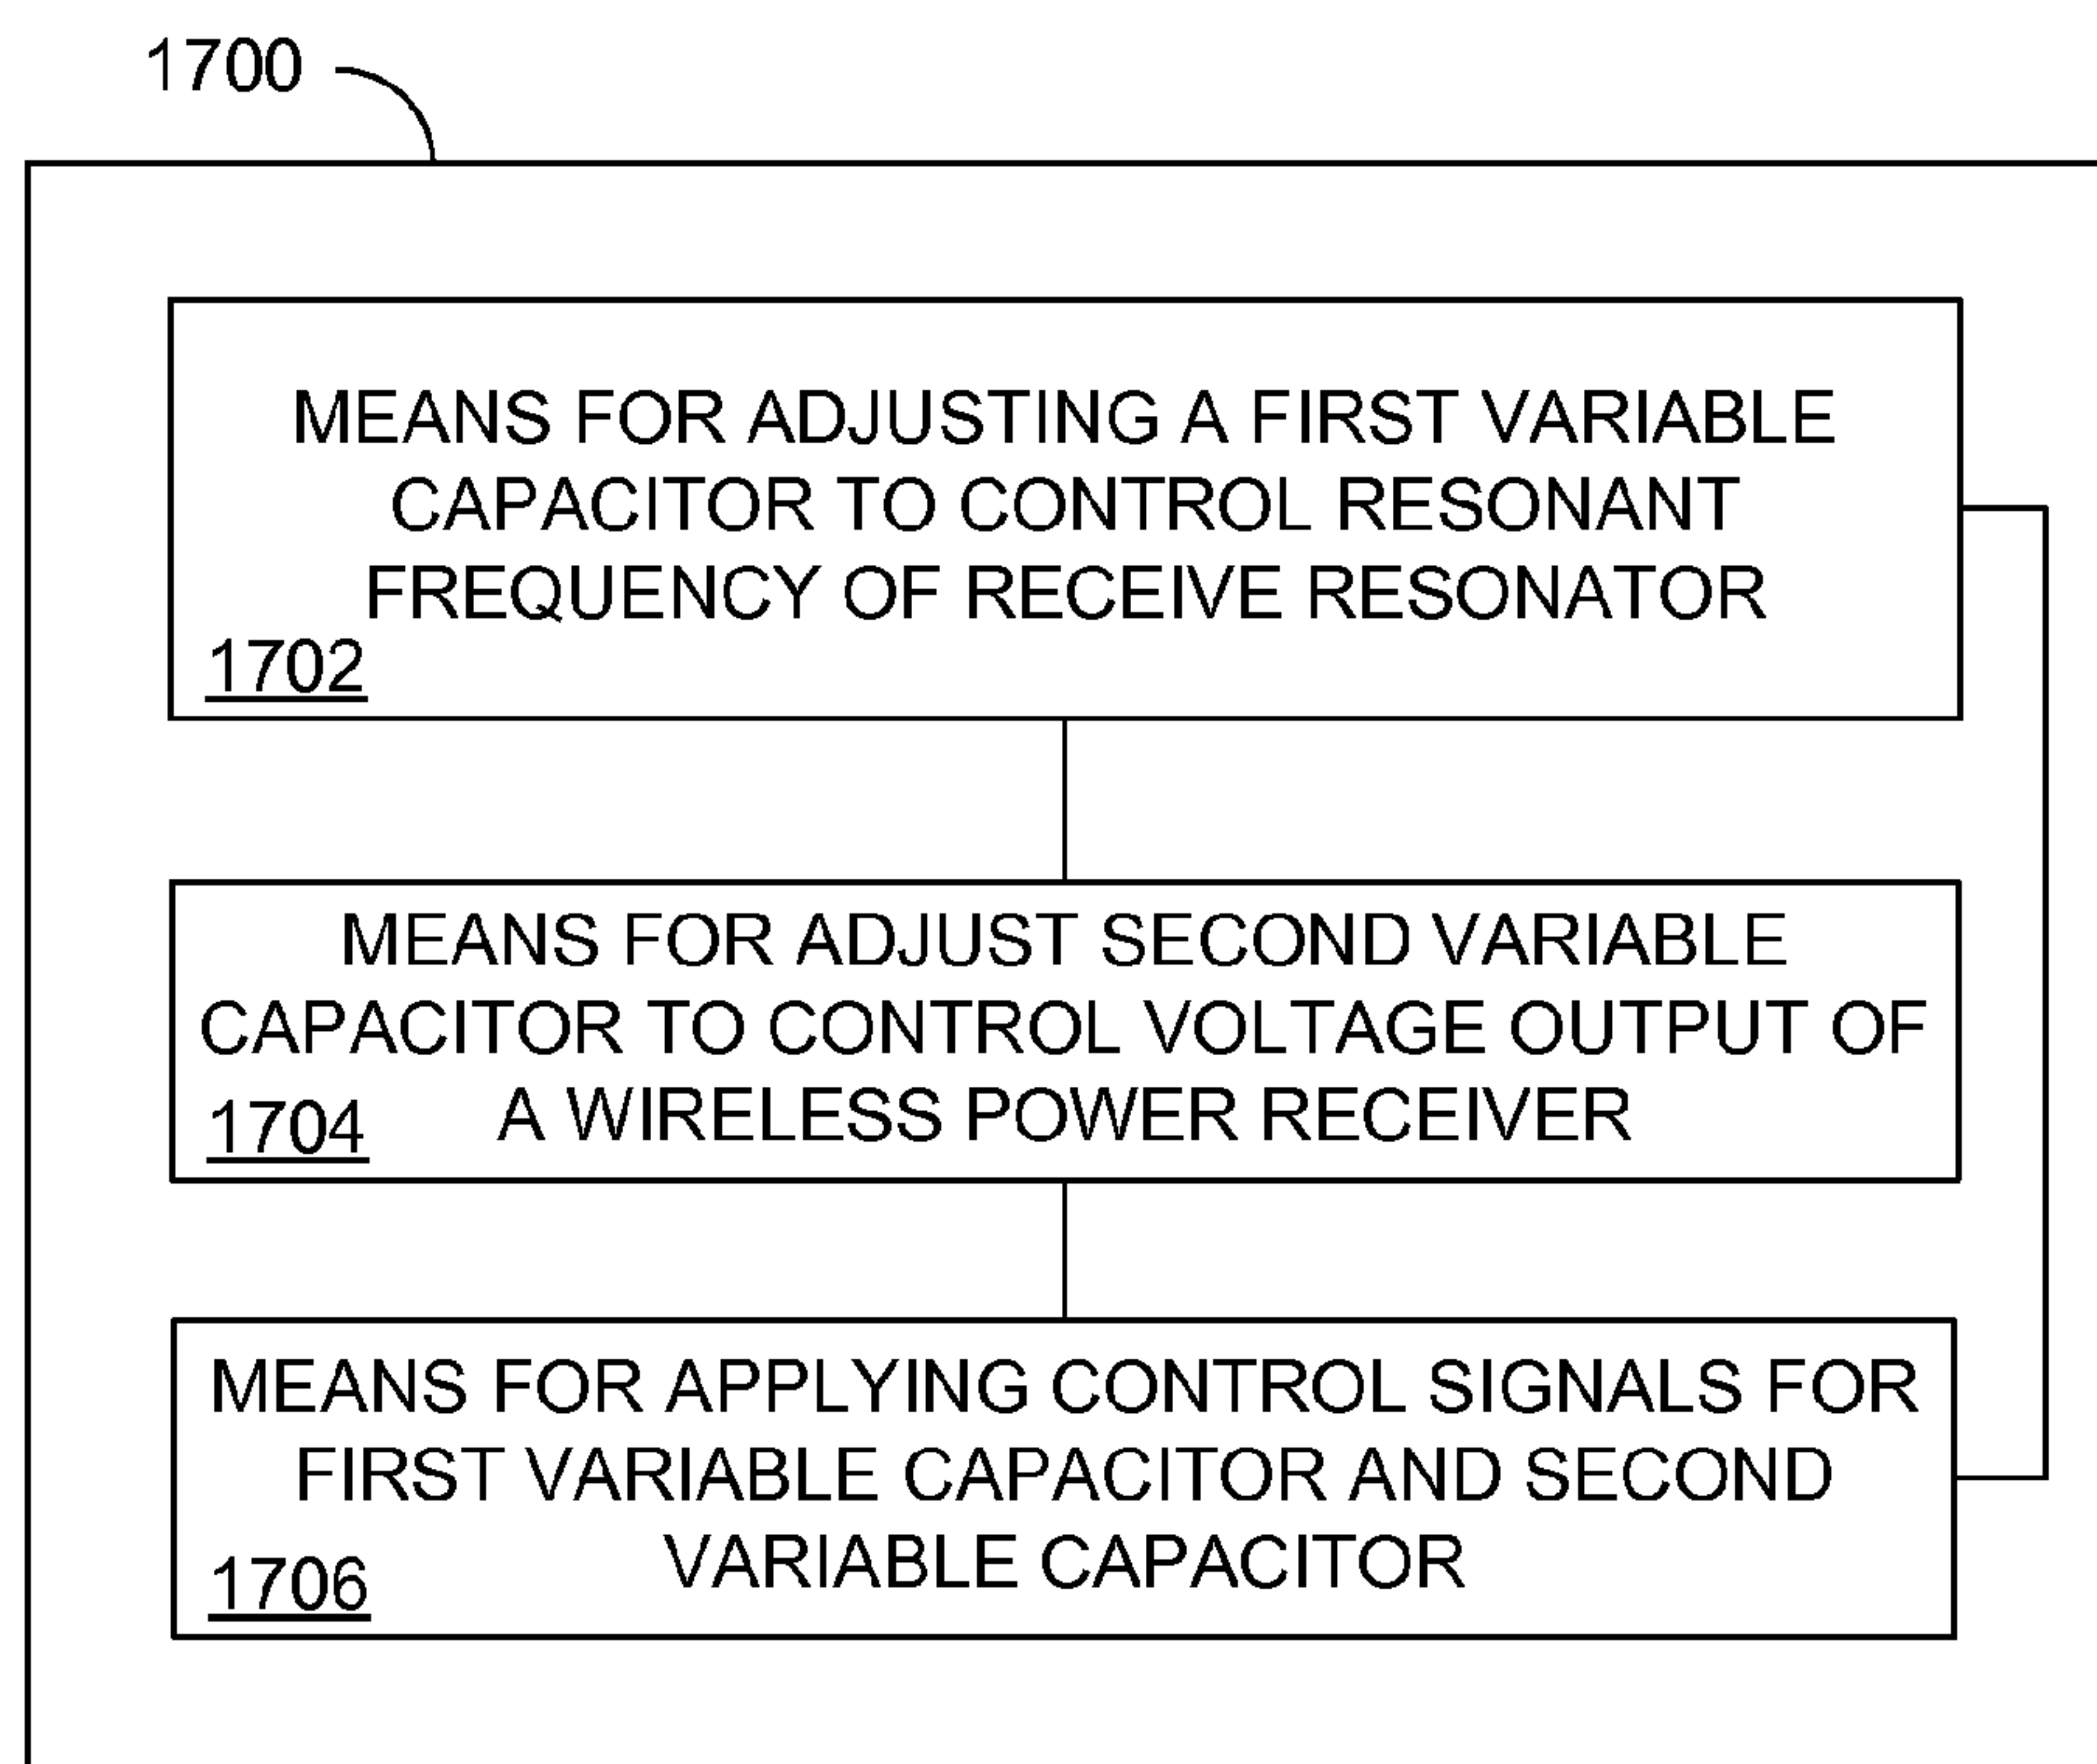 1700
MEANS FOR ADJUSTING A FIRST VARIABLE
CAPACITOR TO CONTROL RESONANT
FREQUENCY OF RECEIVE RESONATOR
1702
MEANS FOR ADJUST SECOND VARIABLE
CAPACITOR TO CONTROL VOLTAGE OUTPUT OF
A WIRELESS POWER RECEIVER
1704
MEANS FOR APPLYING CONTROL SIGNALS FOR
FIRST VARIABLE CAPACITOR AND SECOND
VARIABLE CAPACITOR
1706